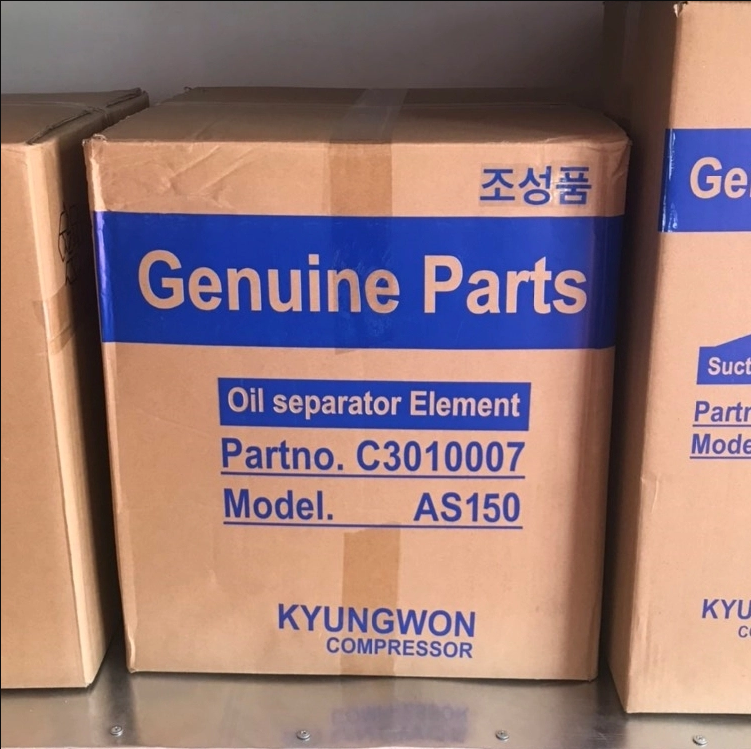 조성품
Genuine Parts
Oil separator Element
Partno. C3010007
Model. AS150
KYUNGWON
COMPRESSOR